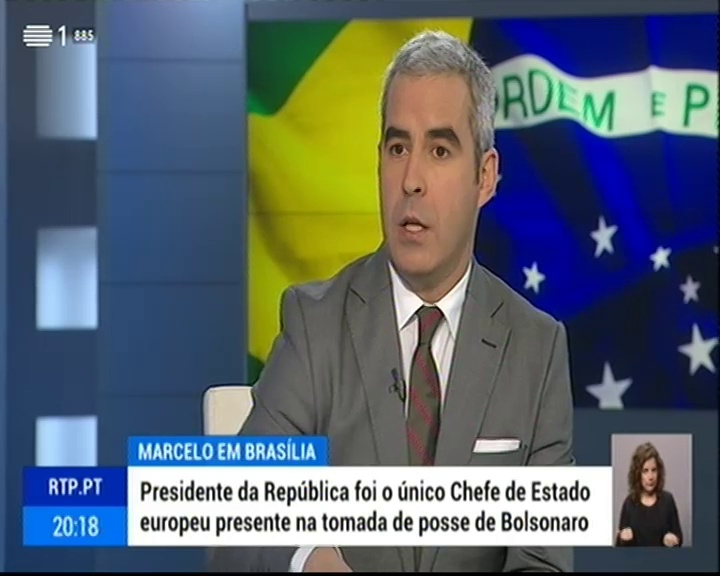 1 885
ORDEM E P
MARCELO EM BRASÍLIA
RTP.PT
20:18
Presidente da República foi o único Chefe de Estado
europeu presente na tomada de posse de Bolsonaro